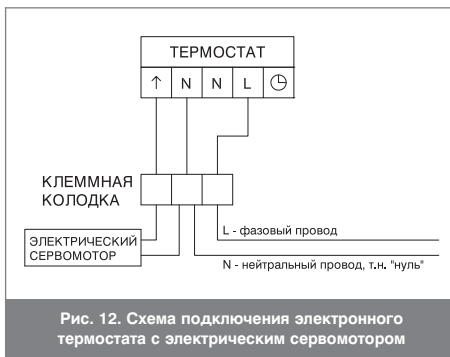 ТЕРМОСТАТ
↑ N N L
КЛЕММНАЯ
КОЛОДКА
ЭЛЕКТРИЧЕСКИЙ
СЕРВОМОТОР
L - фазовый провод
N - нейтральный провод, т.н. "нуль"
Рис. 12. Схема подключения электронного
термостата с электрическим сервомотором